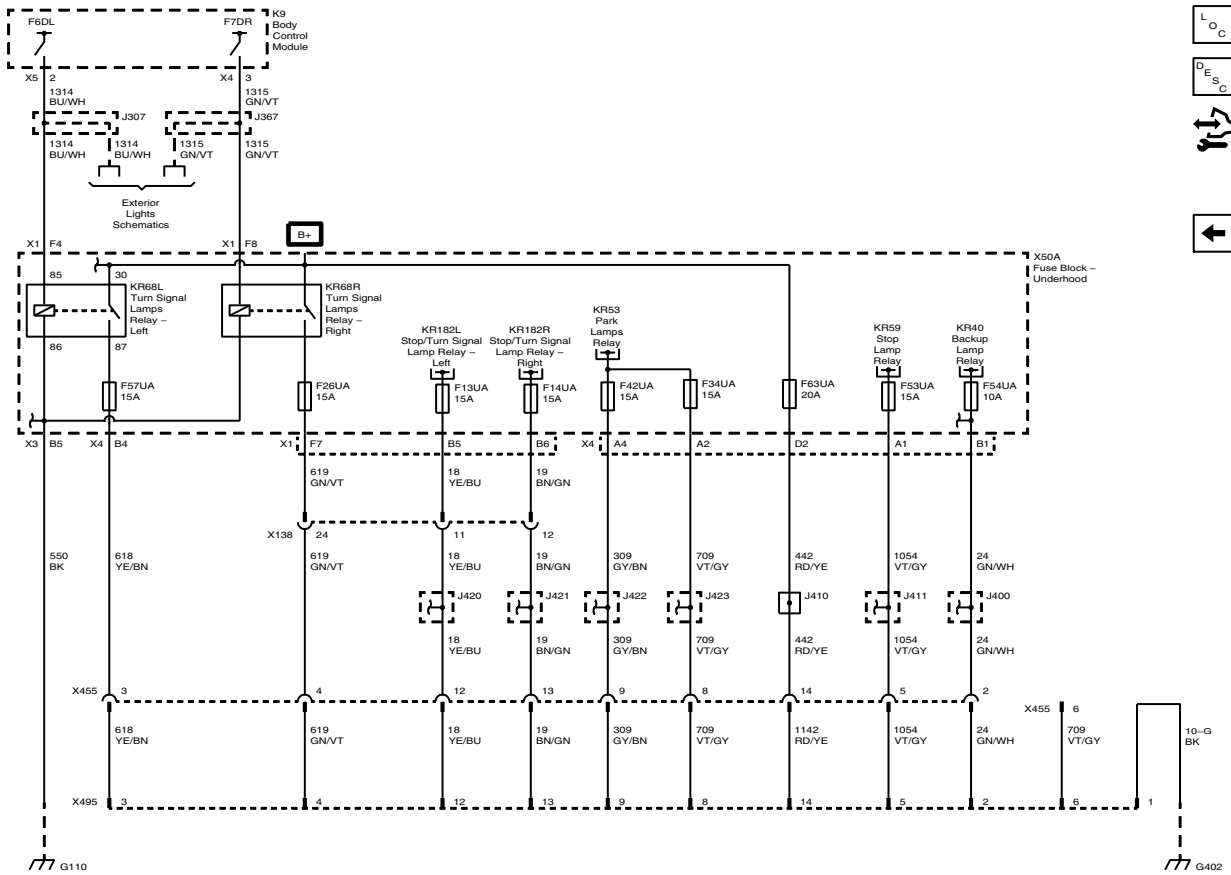 F6DL
F7DR
K9
Body
Control
Module
X5 2
X4 3
1314
BU/WH
1315
GN/VT
J307
J367
1314
BU/WH
1314
BU/WH
1315
GN/VT
1315
GN/VT
Exterior
Lights
Schematics
L
O
C
D
E
S
C
B+
X1 F4
X1 F8
X50A
Fuse Block –
Underhood
85
30
KR68L
Turn Signal
Lamps
Relay –
Left
86
87
KR68R
Turn Signal
Lamps
Relay –
Right
KR182L
Stop/Turn Signal
Lamp Relay –
Left
KR182R
Stop/Turn Signal
Lamp Relay –
Right
KR53
Park
Lamps
Relay
KR59
Stop
Lamp
Relay
KR40
Backup
Lamp
Relay
F57UA
15A
F26UA
15A
F13UA
15A
F14UA
15A
F42UA
15A
F34UA
15A
F63UA
20A
F53UA
15A
F54UA
10A
X3 B5
X4 B4
X1 F7
B5
B6
X4 A4
A2
D2
A1
B1
619
GN/VT
18
YE/BU
19
BN/GN
X138 24
11
12
550
BK
618
YE/BN
619
GN/VT
18
YE/BU
19
BN/GN
309
GY/BN
709
VT/GY
442
RD/YE
1054
VT/GY
24
GN/WH
J420
J421
J422
J423
J410
J411
J400
18
YE/BU
19
BN/GN
309
GY/BN
709
VT/GY
442
RD/YE
1054
VT/GY
24
GN/WH
X455 3
4
12
13
9
8
14
5
2
X455 6
618
YE/BN
619
GN/VT
18
YE/BU
19
BN/GN
309
GY/BN
709
VT/GY
1142
RD/YE
1054
VT/GY
24
GN/WH
709
VT/GY
10–G
BK
X495 3
4
12
13
9
8
14
5
2
6
1
G110
G402